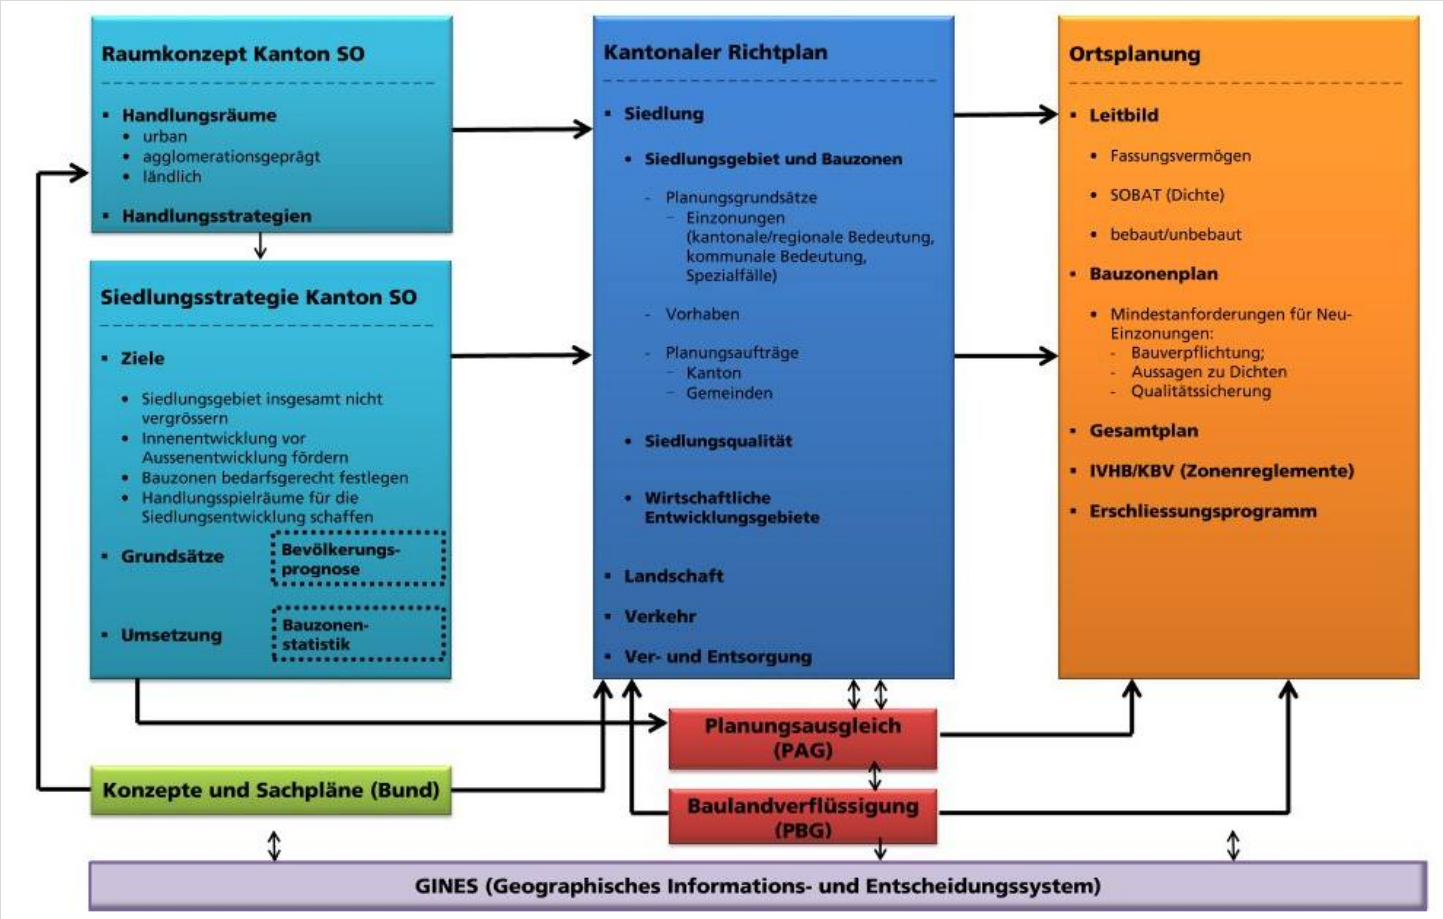 Raumkonzept Kanton SO
▪ Handlungsräume
• urban
• agglomerationsgeprägt
• ländlich
▪ Handlungsstrategien
Siedlungsstrategie Kanton SO
▪ Ziele
• Siedlungsgebiet insgesamt nicht
vergrössern
• Innenentwicklung vor
Aussenentwicklung fördern
• Bauzonen bedarfsgerecht festlegen
• Handlungsspielräume für die
Siedlungsentwicklung schaffen
▪ Grundsätze
Bevölkerungs-
prognose
▪ Umsetzung
Bauzonen-
statistik
Konzepte und Sachpläne (Bund)
Kantonaler Richtplan
▪ Siedlung
• Siedlungsgebiet und Bauzonen
- Planungsgrundsätze
– Einzonungen
(kantonale/regionale Bedeutung,
kommunale Bedeutung,
Spezialfälle)
- Vorhaben
- Planungsaufträge
– Kanton
– Gemeinden
• Siedlungsqualität
• Wirtschaftliche
Entwicklungsgebiete
▪ Landschaft
▪ Verkehr
▪ Ver- und Entsorgung
Planungsausgleich
(PAG)
Baulandverflüssigung
(PBG)
Ortsplanung
▪ Leitbild
• Fassungsvermögen
• SOBAT (Dichte)
• bebaut/unbebaut
▪ Bauzonenplan
• Mindestanforderungen für Neu-
Einzonungen:
- Bauverpflichtung;
- Aussagen zu Dichten
- Qualitätssicherung
▪ Gesamtplan
▪ IVHB/KBV (Zonenreglemente)
▪ Erschliessungsprogramm
GINES (Geographisches Informations- und Entscheidungssystem)